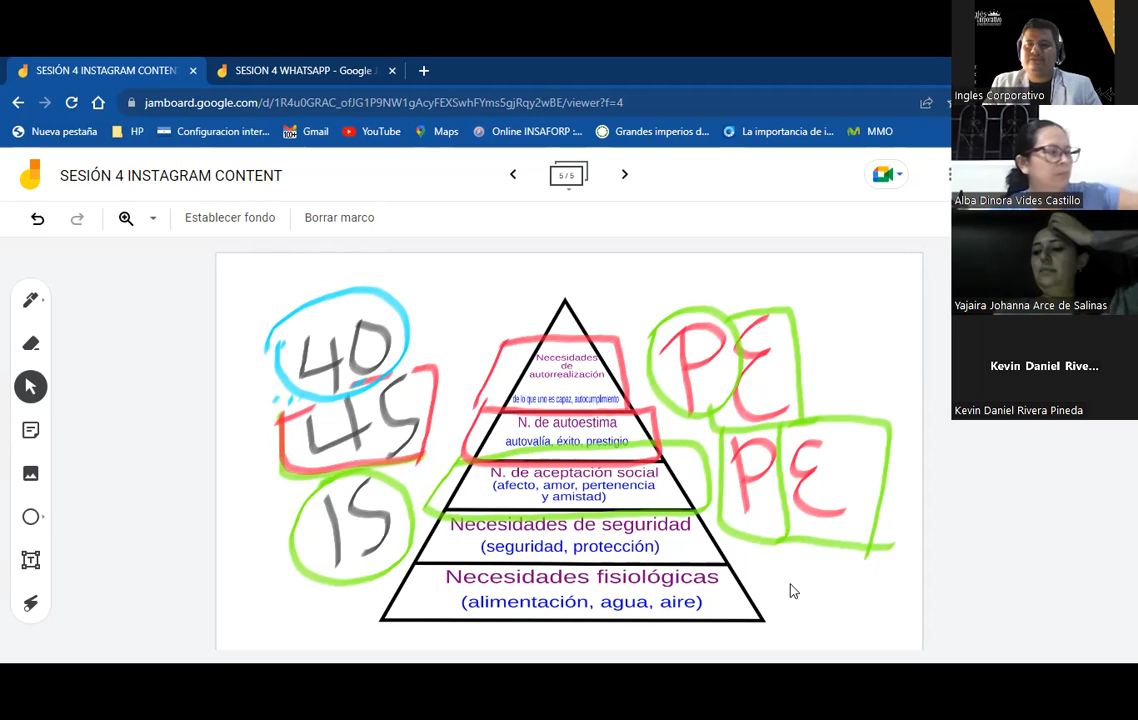 SESIÓN 4 INSTAGRAM CONTEN
SESION 4 WHATSAPP - Google
jamboard.google.com/d/1R4u0GRAC_ofJG1P9NW1gAcyFEXSwhFYms5gjRqy2wBE/viewer?f=4
Nueva pestaña
HP
Configuracion inter...
100+
Gmail
YouTube
Maps
Online INSAFORP :...
Grandes imperios d...
La importancia de i...
MMO
SESIÓN 4 INSTAGRAM CONTENT
5 / 5
Establecer fondo
Borrar marco
40
45
15
PE
PE
Necesidades
de
autorrealización
de lo que uno es capaz, autocumplimiento
N. de autoestima
autovalía, éxito, prestigio
N. de aceptación social
(afecto, amor, pertenencia
y amistad)
Necesidades de seguridad
(seguridad, protección)
Necesidades fisiológicas
(alimentación, agua, aire)
Ingles Corporativo
Alba Dinora Vides Castillo
Yajaira Johanna Arce de Salinas
Kevin Daniel Rive...
Kevin Daniel Rivera Pineda